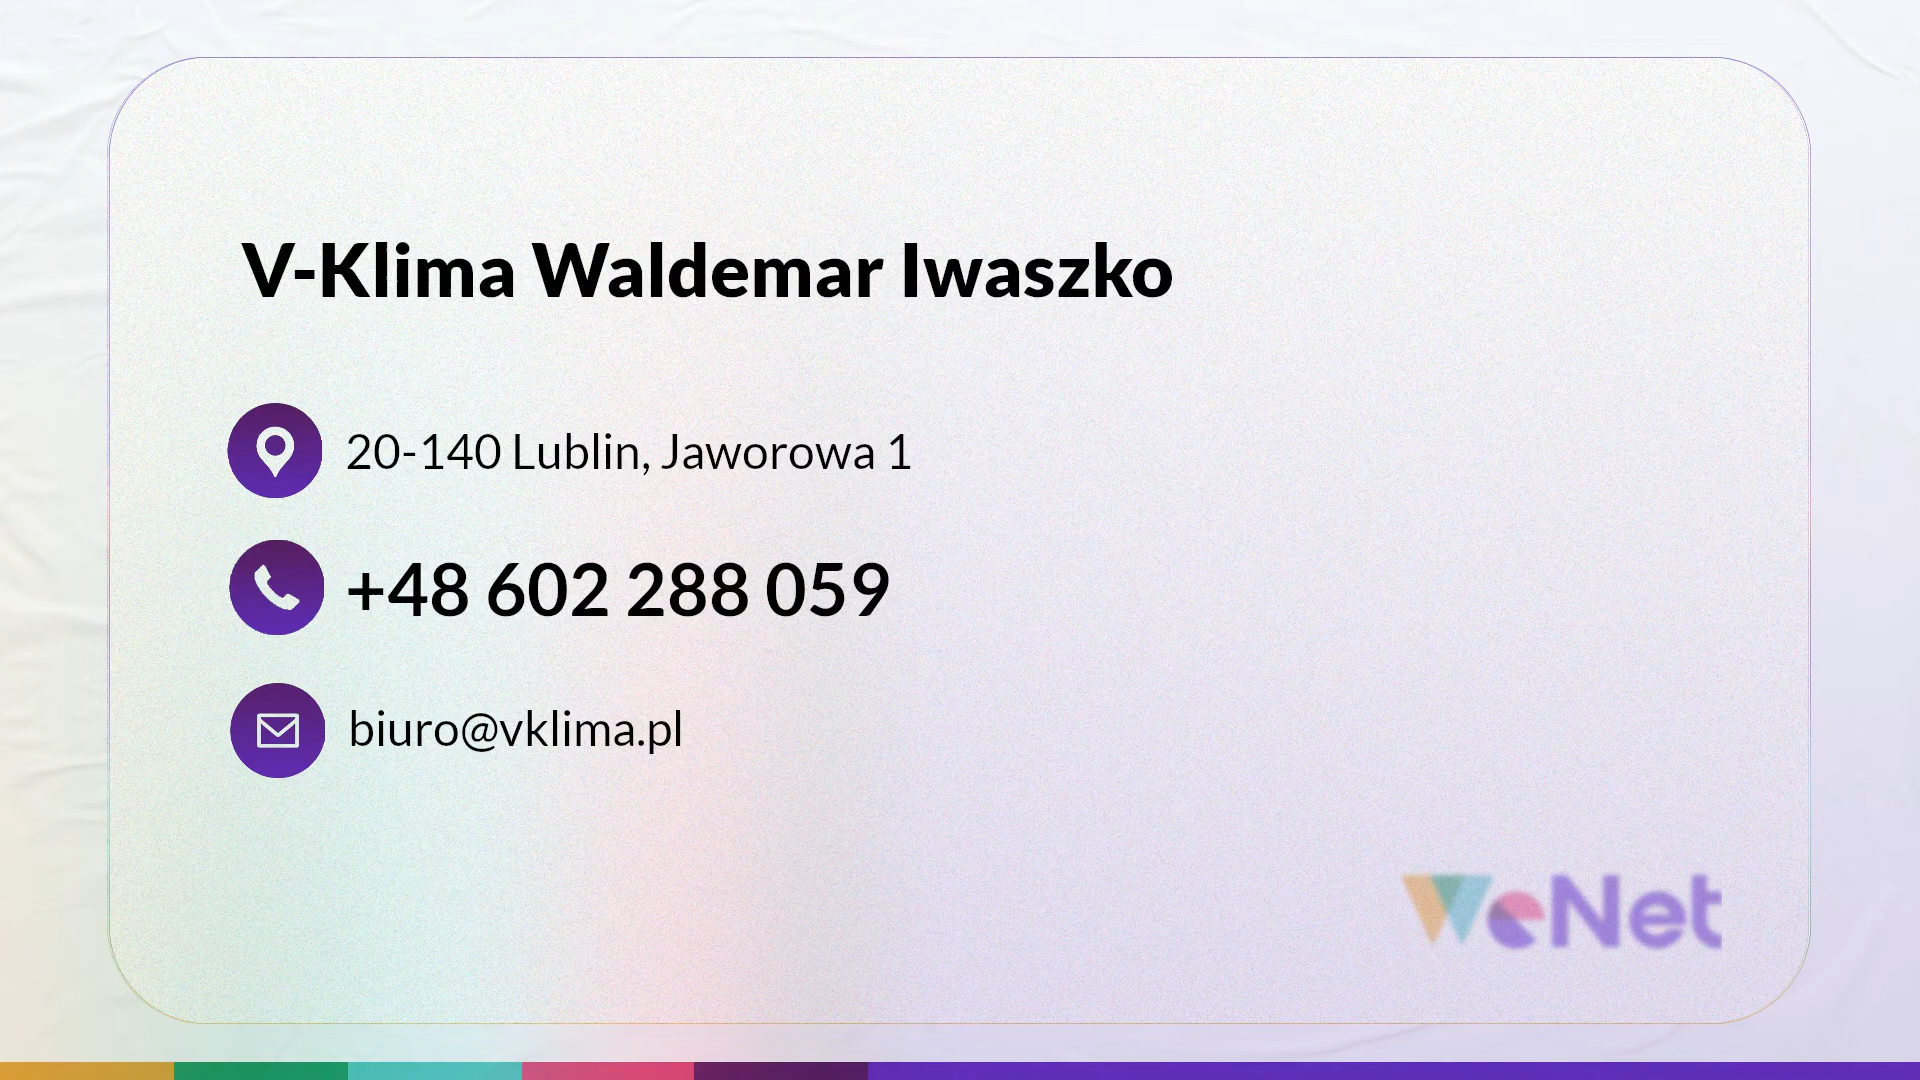 V-Klima Waldemar Iwaszko
20-140 Lublin, Jaworowa 1
+48 602 288 059
biuro@vklima.pl
WeNet